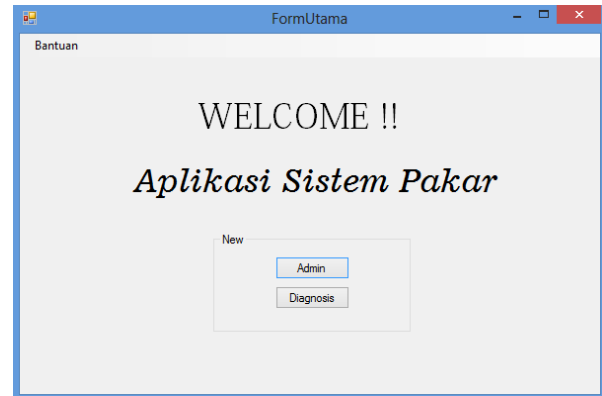 FormUtama
Bantuan
WELCOME !!
Aplikasi Sistem Pakar
New
Admin
Diagnosis